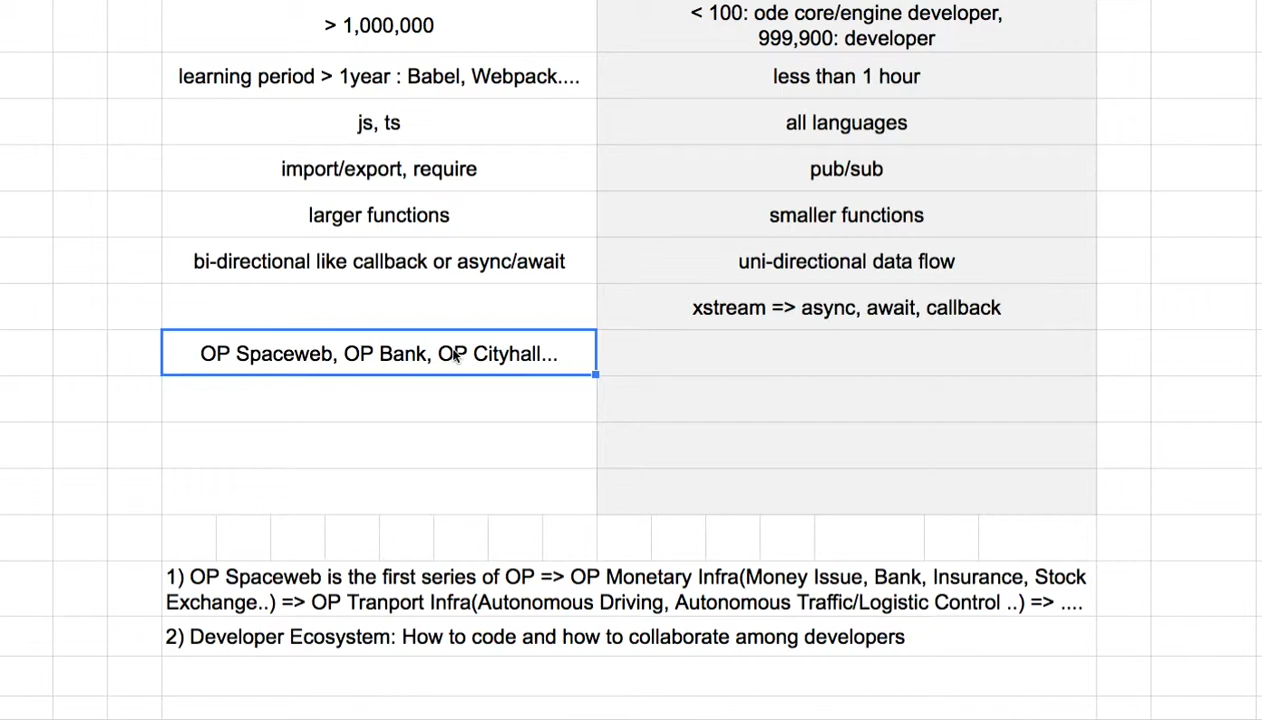 > 1,000,000
< 100: ode core/engine developer,
999,900: developer
learning period > 1year : Babel, Webpack....
less than 1 hour
js, ts
all languages
import/export, require
pub/sub
larger functions
smaller functions
bi-directional like callback or async/await
uni-directional data flow
xstream => async, await, callback
OP Spaceweb, OP Bank, OP Cityhall...
1) OP Spaceweb is the first series of OP => OP Monetary Infra(Money Issue, Bank, Insurance, Stock
Exchange..) => OP Tranport Infra(Autonomous Driving, Autonomous Traffic/Logistic Control ..) => ....
2) Developer Ecosystem: How to code and how to collaborate among developers